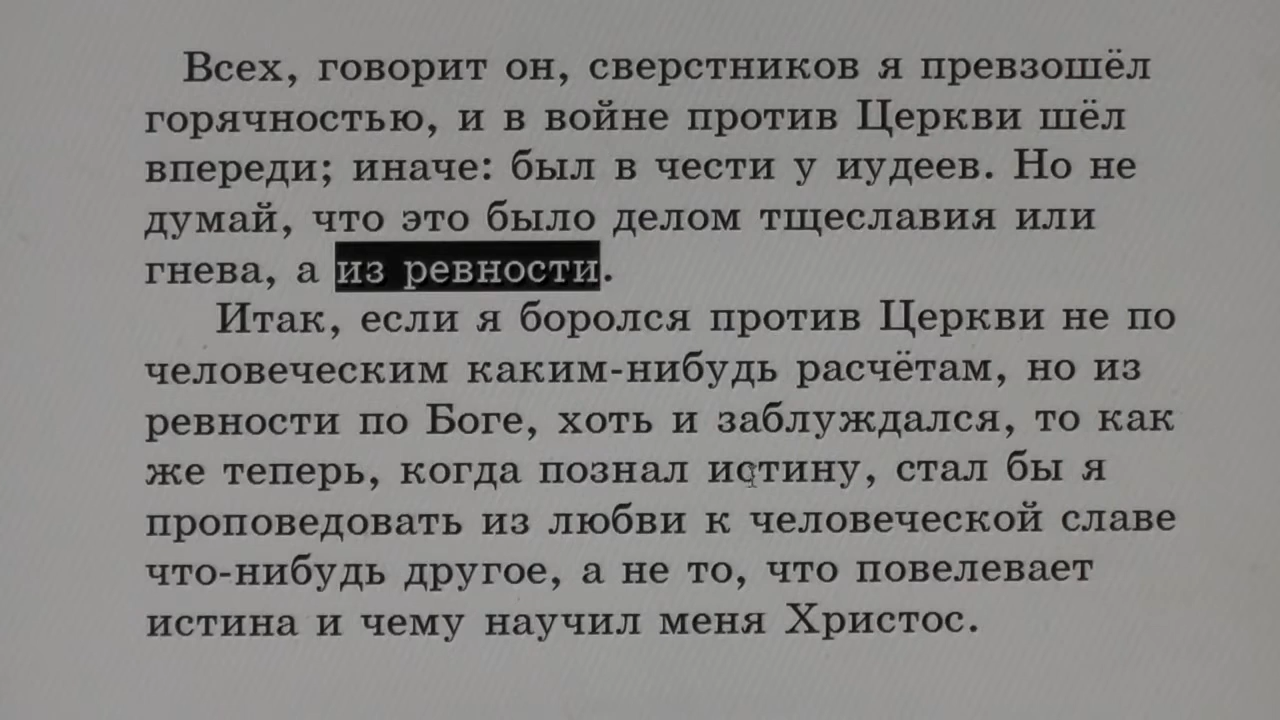 Всех, говорит он, сверстников я превзошёл
горячностью, и в войне против Церкви шёл
впереди; иначе: был в чести у иудеев. Но не
думай, что это было делом тщеславия или
гнева, а из ревности.
Итак, если я боролся против Церкви не по
человеческим каким-нибудь расчётам, но из
ревности по Боге, хоть и заблуждался, то как
же теперь, когда познал истину, стал бы я
проповедовать из любви к человеческой славе
что-нибудь другое, а не то, что повелевает
истина и чему научил меня Христос.